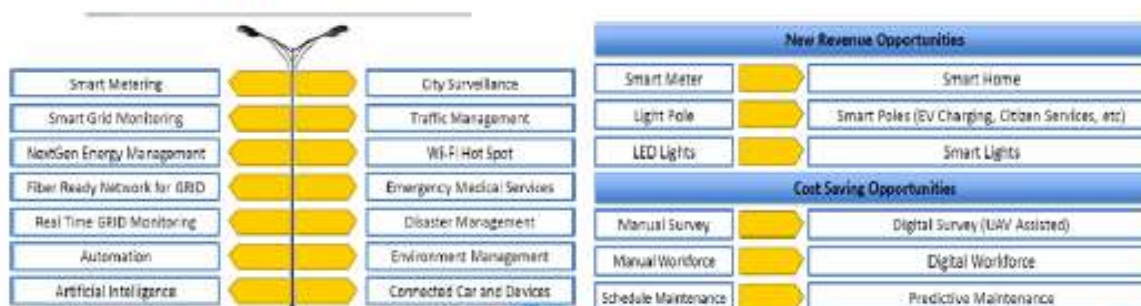 Smart Metering
Smart Grid Monitoring
NextGen Energy Management
Fiber Ready Network for GRID
Real Time GRID Monitoring
Automation
Artificial Intelligence
City Surveillance
Traffic Management
Wi-Fi Hot Spot
Emergency Medical Services
Disaster Management
Environment Management
Connected Car and Devices
New Revenue Opportunities
Smart Meter Smart Home
Light Pole Smart Poles (EV Charging, Citizen Services, etc)
LED Lights Smart Lights
Cost Saving Opportunities
Manual Survey Digital Survey (UAV Assisted)
Manual Workforce Digital Workforce
Schedule Maintenance Predictive Maintenance